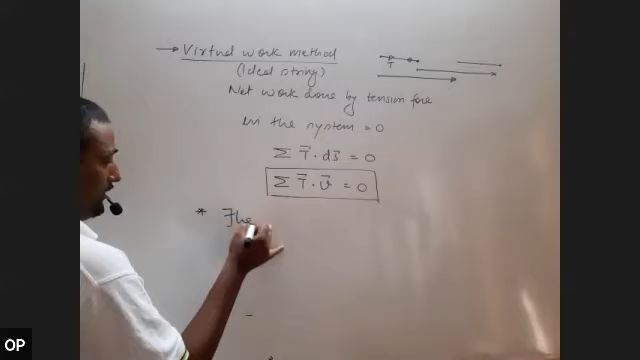 → Virtual work method
(Ideal string)
T
Net work done by tension force
in the system = 0
Σ T⃗ · ds⃗ = 0
Σ T⃗ · v⃗ = 0
* The
OP